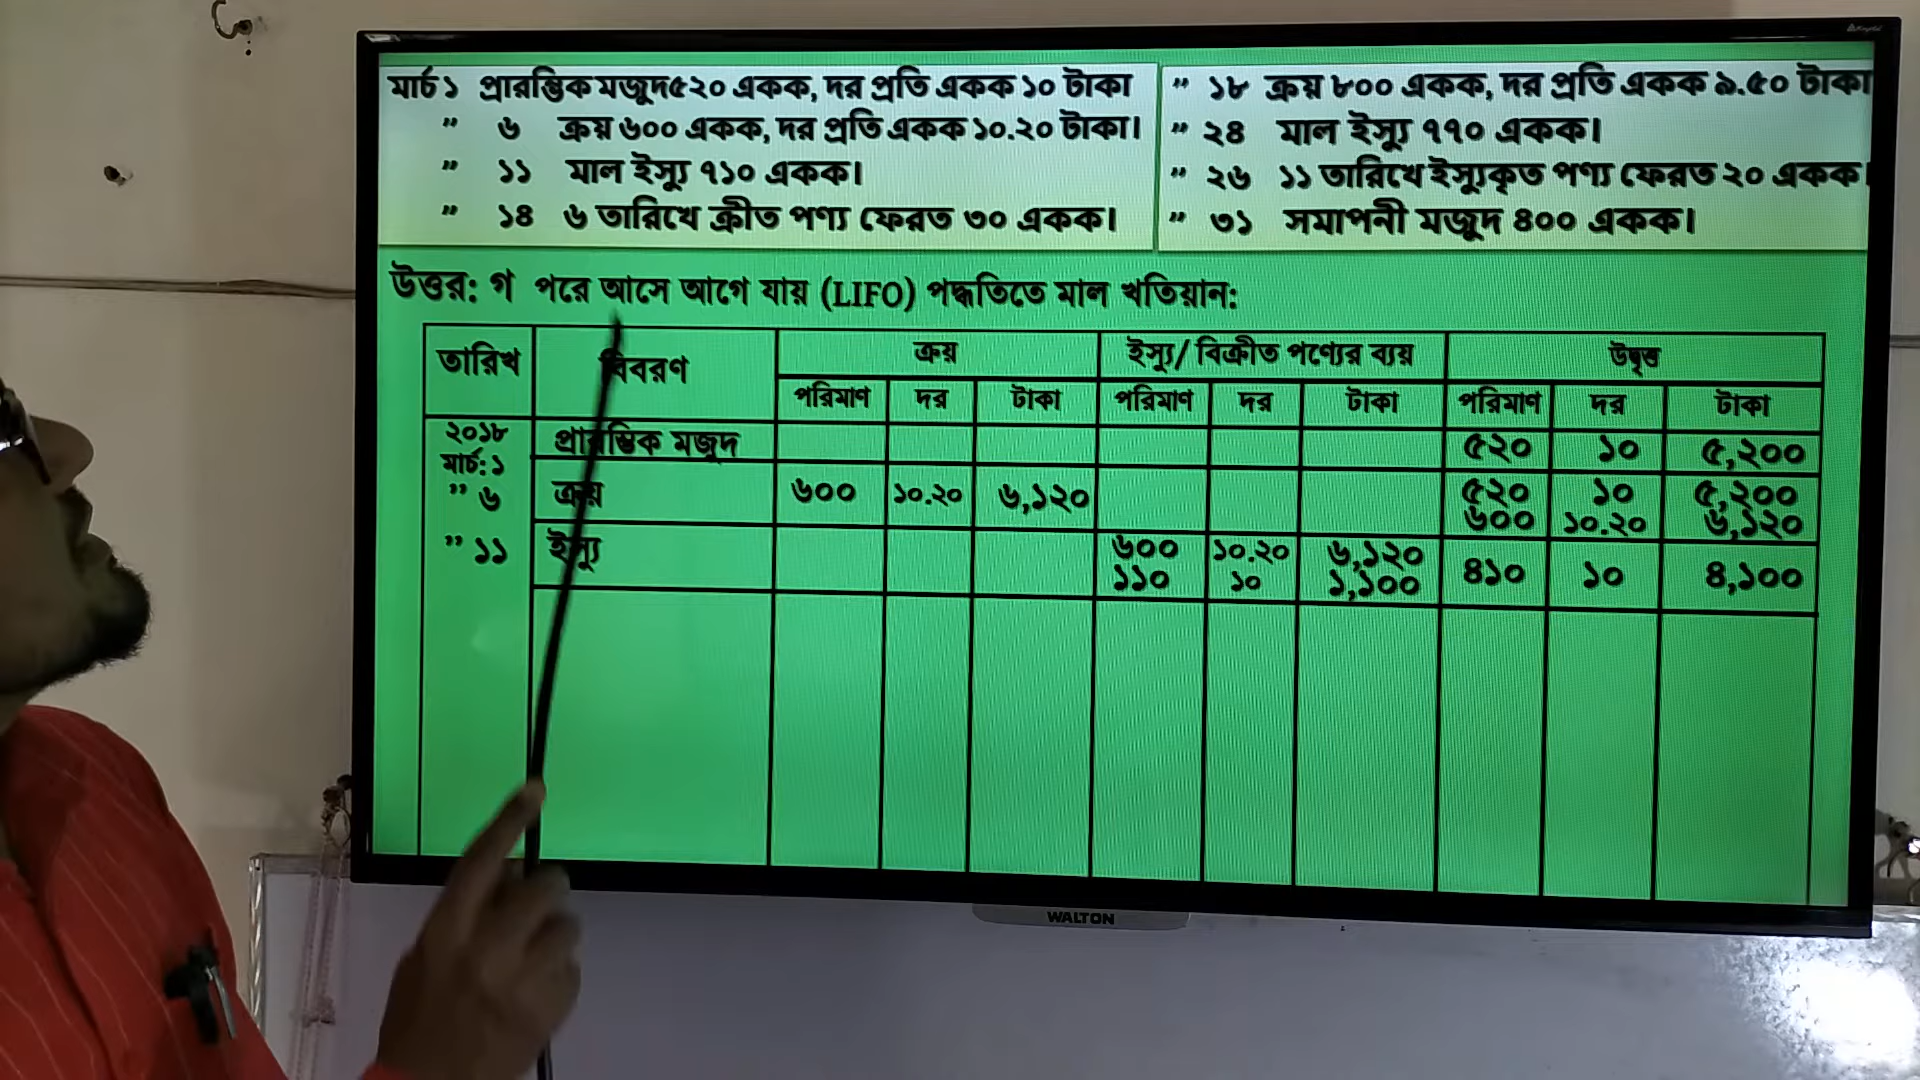 মার্চ ১ প্রারম্ভিক মজুদ৫২০ একক, দর প্রতি একক ১০ টাকা
” ৬ ক্রয় ৬০০ একক, দর প্রতি একক ১০.২০ টাকা।
” ১১ মাল ইস্যু ৭১০ একক।
” ১৪ ৬ তারিখে ক্রীত পণ্য ফেরত ৩০ একক।
” ১৮ ক্রয় ৮০০ একক, দর প্রতি একক ৯.৫০ টাকা
” ২৪ মাল ইস্যু ৭৭০ একক।
” ২৬ ১১ তারিখে ইস্যুকৃত পণ্য ফেরত ২০ একক
” ৩১ সমাপনী মজুদ ৪০০ একক।
উত্তর: গ পরে আসে আগে যায় (LIFO) পদ্ধতিতে মাল খতিয়ান:
তারিখ বিবরণ ক্রয় ইস্যু/ বিক্রীত পণ্যের ব্যয় উদ্বৃত্ত
পরিমাণ দর টাকা পরিমাণ দর টাকা পরিমাণ দর টাকা
২০১৮
মার্চ: ১ প্রারম্ভিক মজুদ ৫২০ ১০ ৫,২০০
” ৬ ক্রয় ৬০০ ১০.২০ ৬,১২০ ৫২০ ১০ ৫,২০০
৬০০ ১০.২০ ৬,১২০
” ১১ ইস্যু ৬০০ ১০.২০ ৬,১২০ ৪১০ ১০ ৪,১০০
১১০ ১০ ১,১০০
WALTON